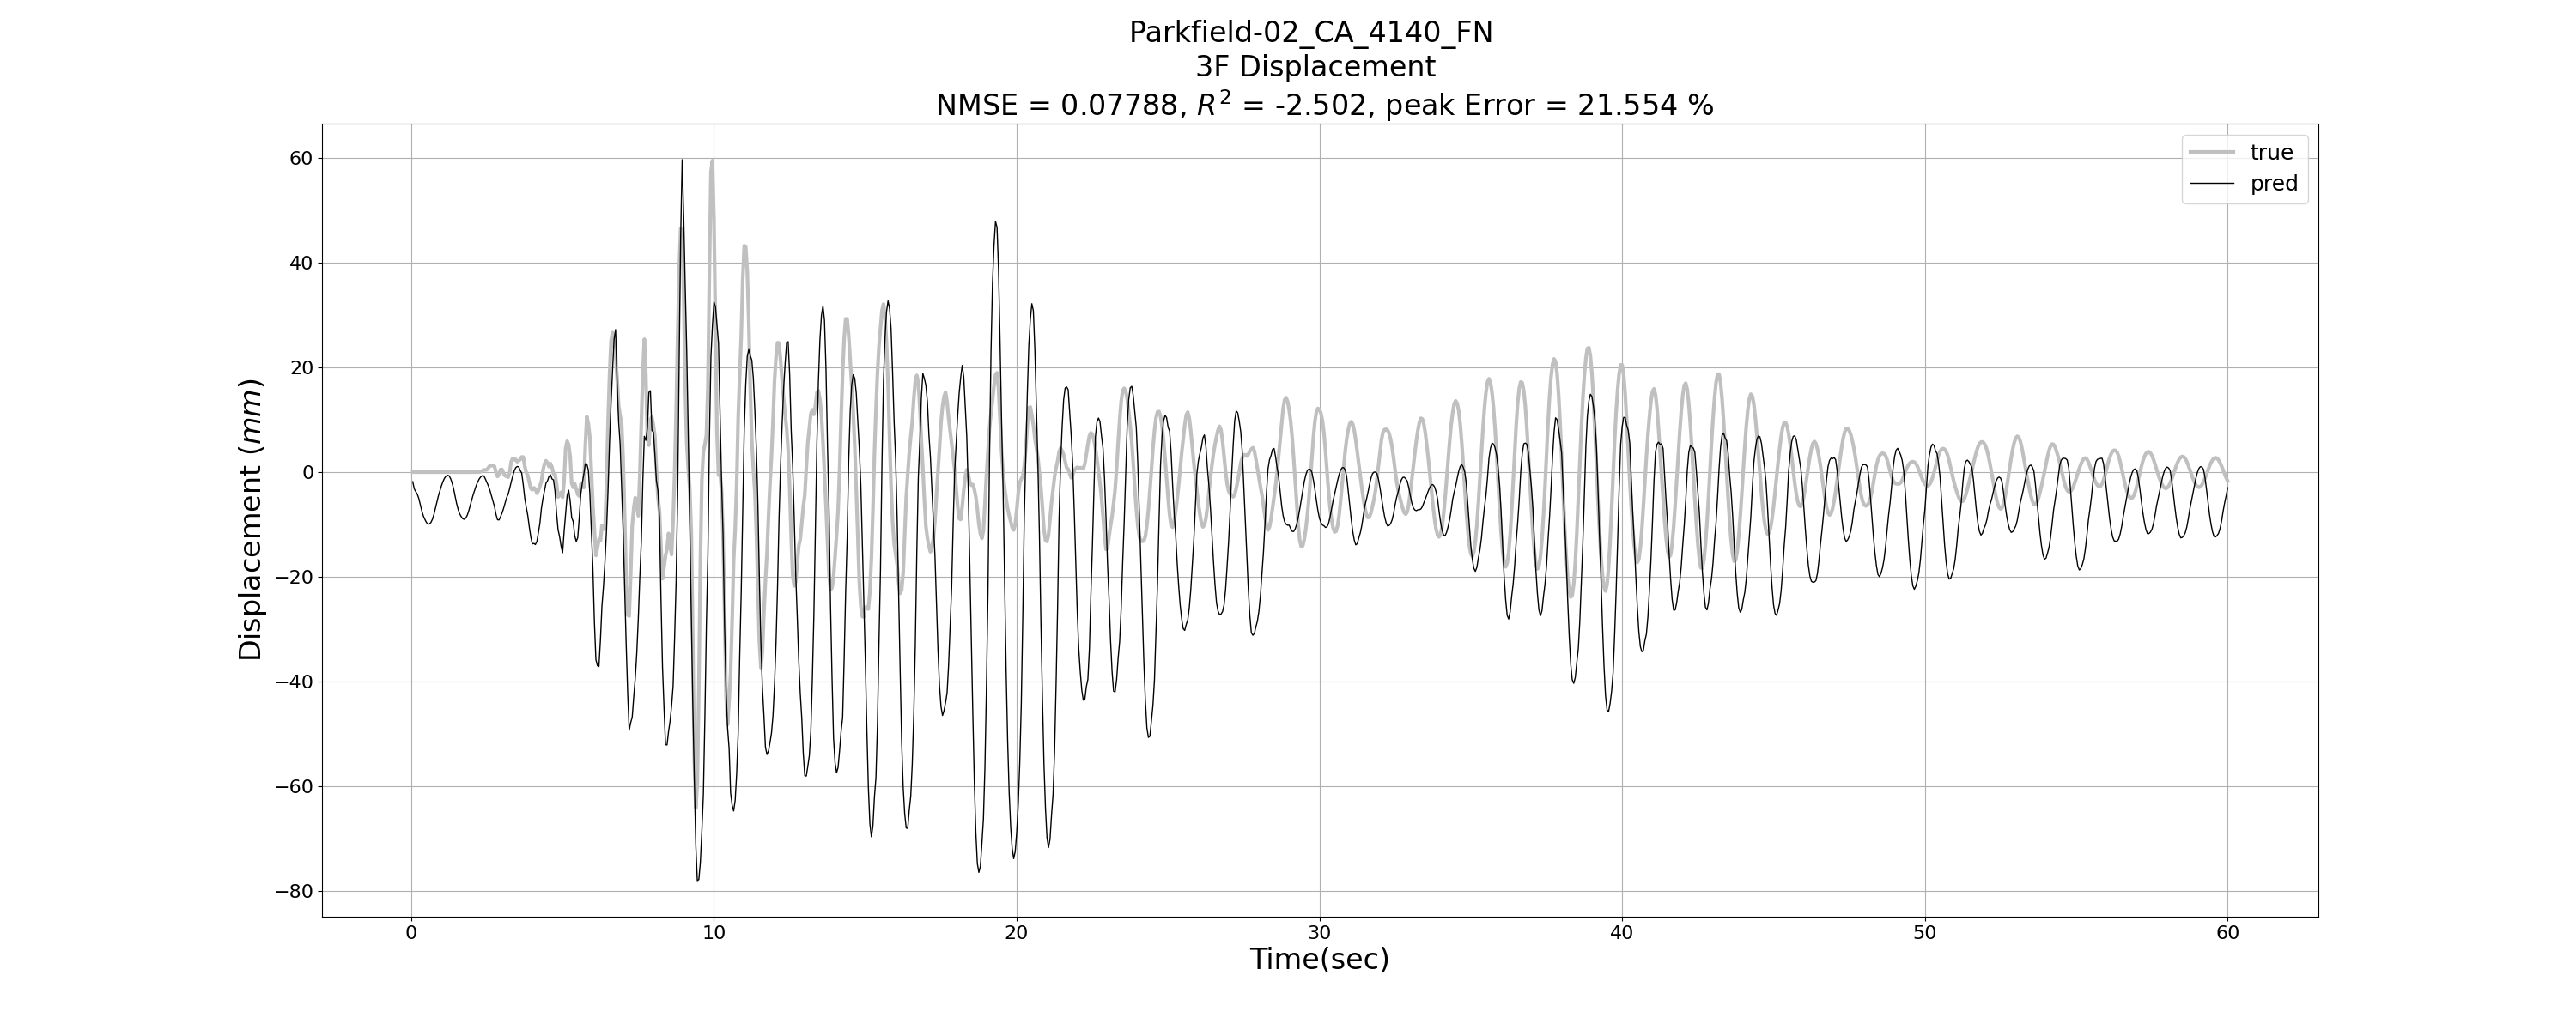 Parkfield-02_CA_4140_FN
3F Displacement
NMSE = 0.07788, R² = -2.502, peak Error = 21.554 %
true
pred
60
40
20
0
−20
−40
−60
−80
Displacement (mm)
0 10 20 30 40 50 60
Time(sec)